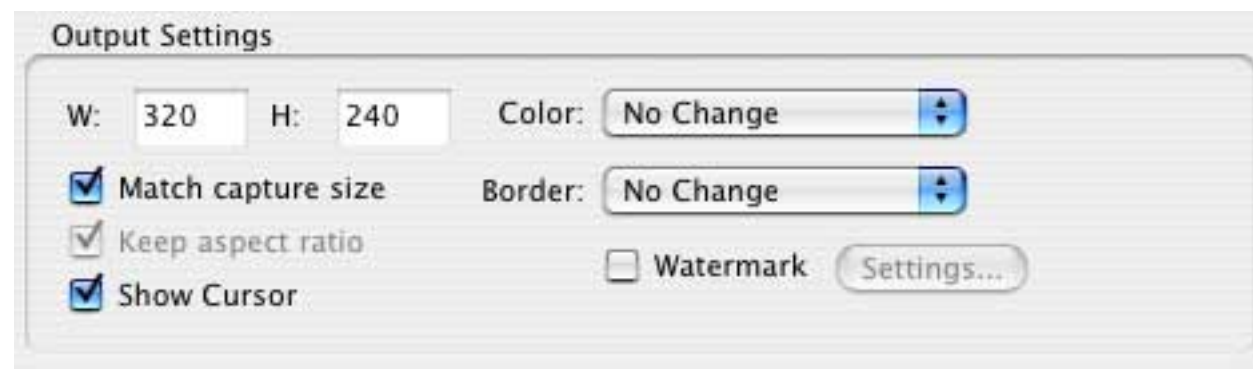 Output Settings
W: 320 H: 240 Color: No Change
Match capture size Border: No Change
Keep aspect ratio
Watermark Settings...
Show Cursor